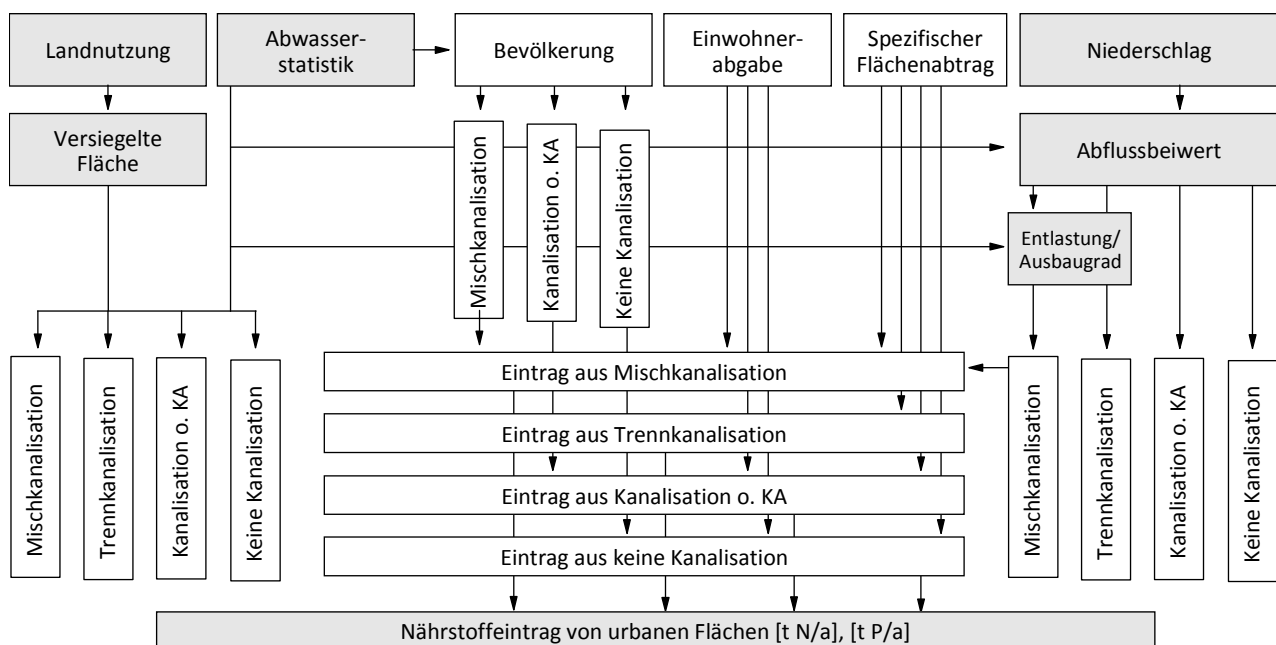 Landnutzung
Abwasser-
statistik
Bevölkerung
Einwohner-
abgabe
Spezifischer
Flächenabtrag
Niederschlag
Versiegelte
Fläche
Mischkanalisation
Kanalisation o. KA
Keine Kanalisation
Abflussbeiwert
Entlastung/
Ausbaugrad
Mischkanalisation
Trennkanalisation
Kanalisation o. KA
Keine Kanalisation
Eintrag aus Mischkanalisation
Eintrag aus Trennkanalisation
Eintrag aus Kanalisation o. KA
Eintrag aus keine Kanalisation
Mischkanalisation
Trennkanalisation
Kanalisation o. KA
Keine Kanalisation
Nährstoffeintrag von urbanen Flächen [t N/a], [t P/a]